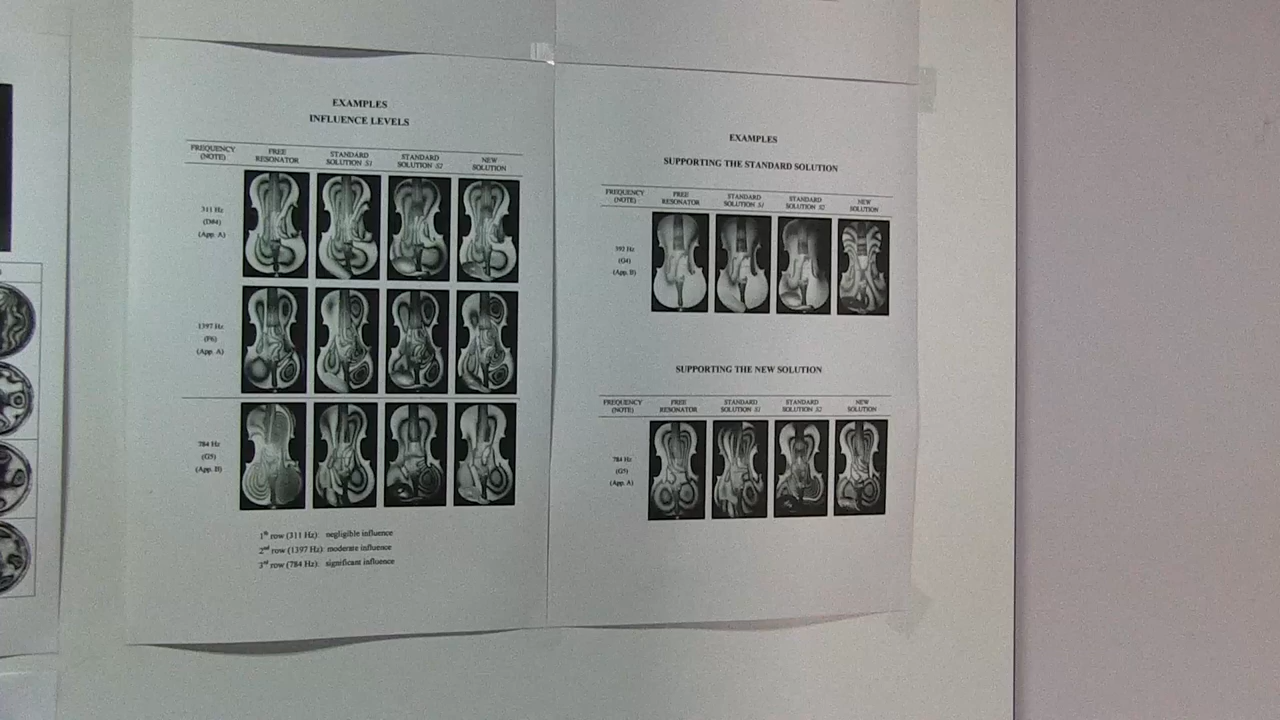 EXAMPLES
INFLUENCE LEVELS
FREQUENCY (NOTE) FREE RESONATOR STANDARD SOLUTION S1 STANDARD SOLUTION S2 NEW SOLUTION
311 Hz
(D#4)
(App. A)
1397 Hz
(F6)
(App. A)
784 Hz
(G5)
(App. B)
1th row (311 Hz): negligible influence
2nd row (1397 Hz): moderate influence
3rd row (784 Hz): significant influence
EXAMPLES
SUPPORTING THE STANDARD SOLUTION
FREQUENCY (NOTE) FREE RESONATOR STANDARD SOLUTION S1 STANDARD SOLUTION S2 NEW SOLUTION
392 Hz
(G4)
(App. B)
SUPPORTING THE NEW SOLUTION
FREQUENCY (NOTE) FREE RESONATOR STANDARD SOLUTION S1 STANDARD SOLUTION S2 NEW SOLUTION
784 Hz
(G5)
(App. A)